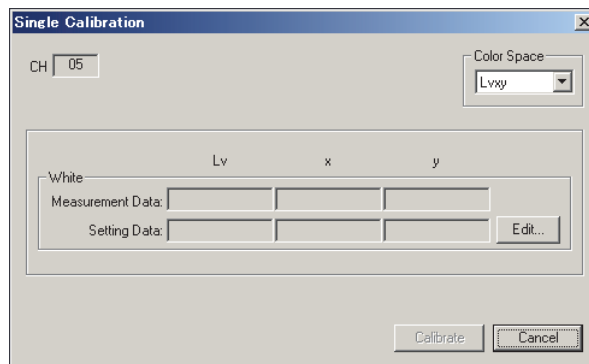 Single Calibration
CH 05
Color Space
Lvxy
Lv x y
White
Measurement Data:
Setting Data: Edit...
Calibrate Cancel